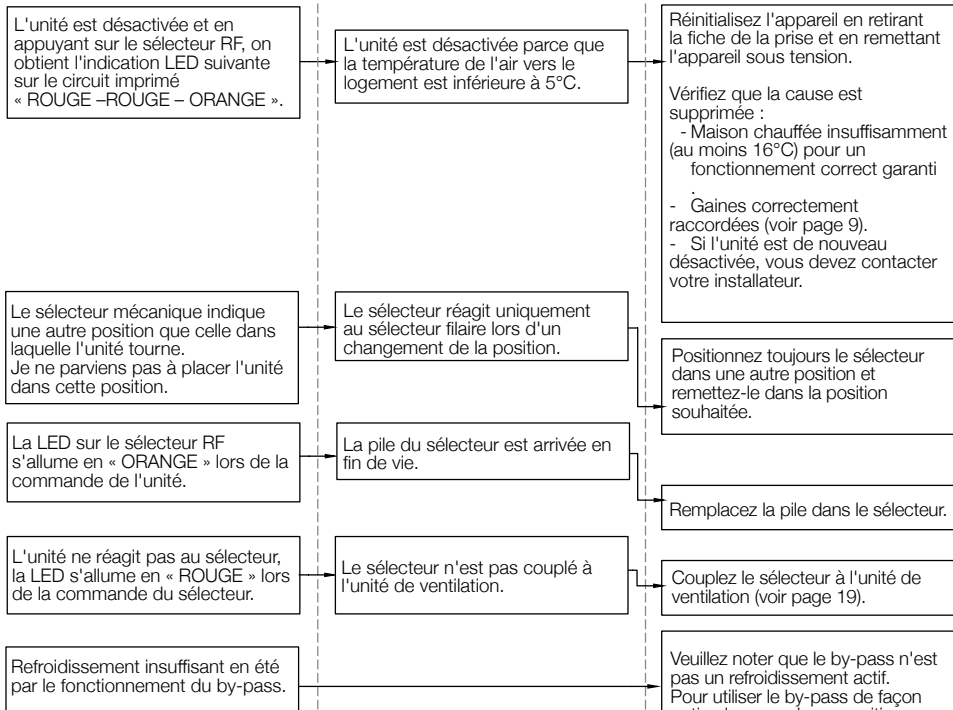 L'unité est désactivée et en
appuyant sur le sélecteur RF, on
obtient l'indication LED suivante
sur le circuit imprimé
« ROUGE –ROUGE – ORANGE ».
L'unité est désactivée parce que
la température de l'air vers le
logement est inférieure à 5°C.
Réinitialisez l'appareil en retirant
la fiche de la prise et en remettant
l'appareil sous tension.
Vérifiez que la cause est
supprimée :
- Maison chauffée insuffisamment
(au moins 16°C) pour un
fonctionnement correct garanti
.
- Gaines correctement
raccordées (voir page 9).
- Si l'unité est de nouveau
désactivée, vous devez contacter
votre installateur.
Le sélecteur mécanique indique
une autre position que celle dans
laquelle l'unité tourne.
Je ne parviens pas à placer l'unité
dans cette position.
Le sélecteur réagit uniquement
au sélecteur filaire lors d'un
changement de la position.
Positionnez toujours le sélecteur
dans une autre position et
remettez-le dans la position
souhaitée.
La LED sur le sélecteur RF
s'allume en « ORANGE » lors de la
commande de l'unité.
La pile du sélecteur est arrivée en
fin de vie.
Remplacez la pile dans le sélecteur.
L'unité ne réagit pas au sélecteur,
la LED s'allume en « ROUGE » lors
de la commande du sélecteur.
Le sélecteur n'est pas couplé à
l'unité de ventilation.
Couplez le sélecteur à l'unité de
ventilation (voir page 19).
Refroidissement insuffisant en été
par le fonctionnement du by-pass.
Veuillez noter que le by-pass n'est
pas un refroidissement actif.
Pour utiliser le by-pass de façon